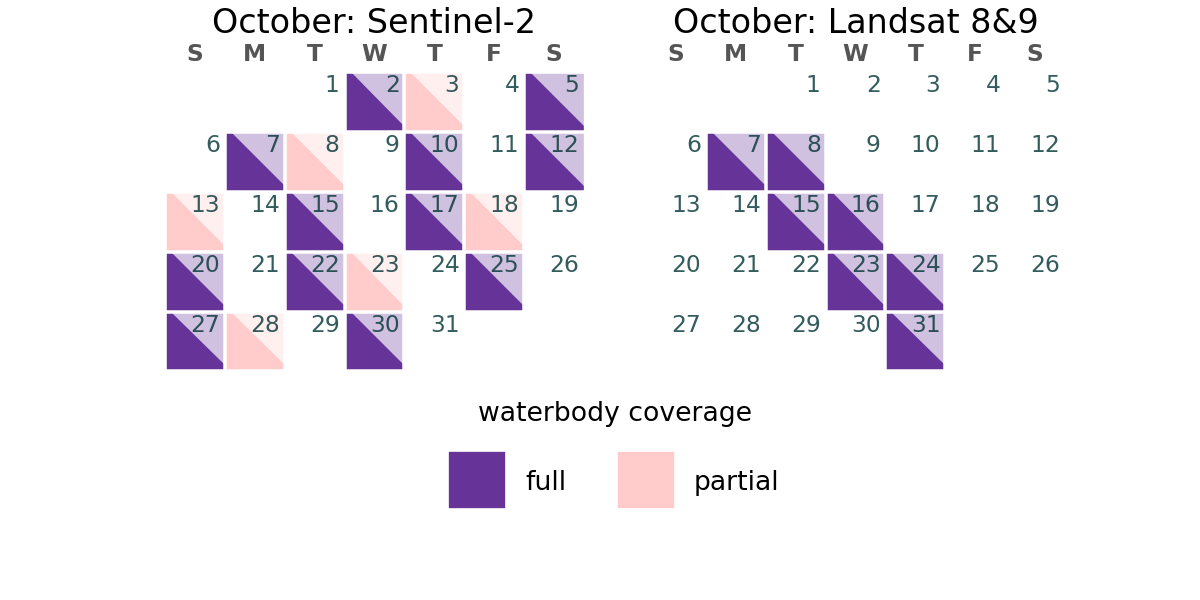 October: Sentinel-2
S M T W T F S
1 2 3 4 5
6 7 8 9 10 11 12
13 14 15 16 17 18 19
20 21 22 23 24 25 26
27 28 29 30 31
October: Landsat 8&9
S M T W T F S
1 2 3 4 5
6 7 8 9 10 11 12
13 14 15 16 17 18 19
20 21 22 23 24 25 26
27 28 29 30 31
waterbody coverage
full partial